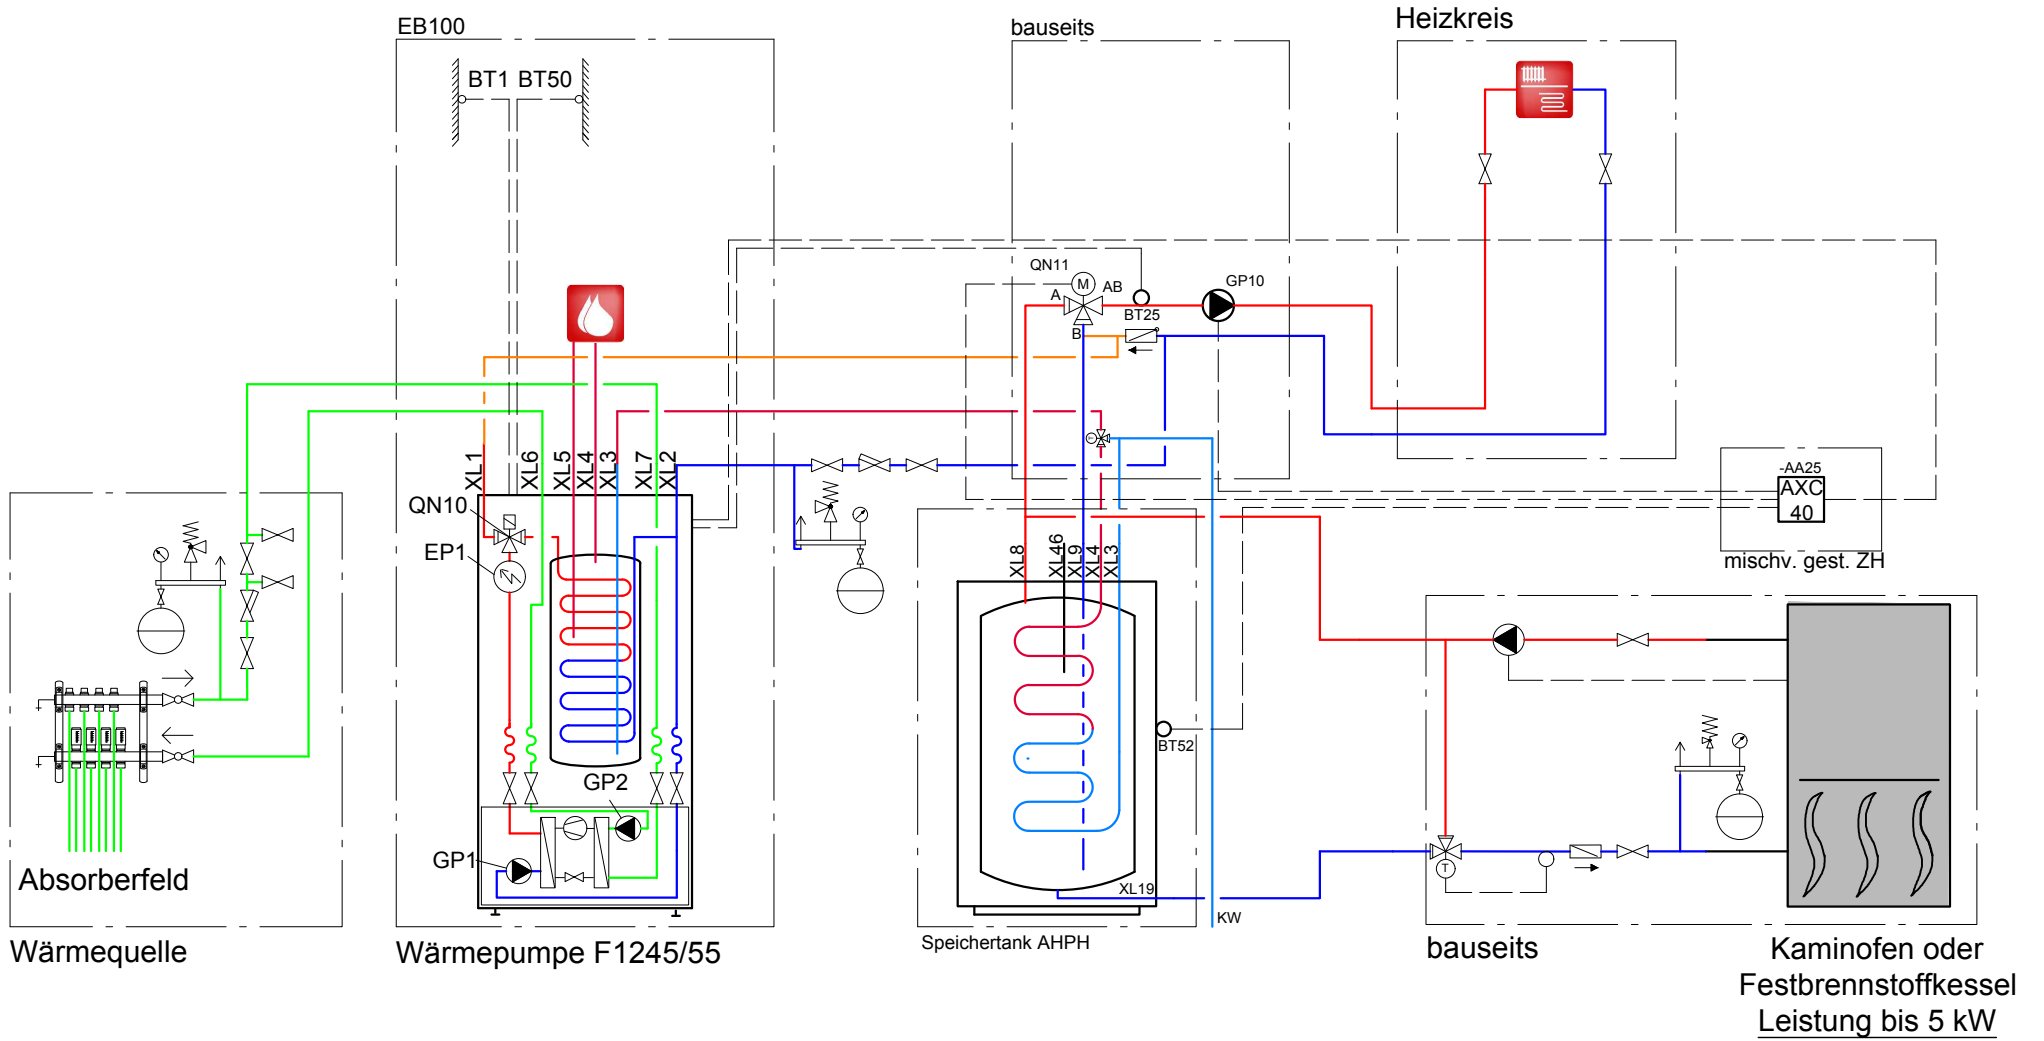 EB100
bauseits
Heizkreis
BT1 BT50
QN11
M
A
AB
GP10
BT25
B
XL1
XL6
XL5
XL4
XL3
XL7
XL2
-AA25
AXC
40
mischv. gest. ZH
QN10
EP1
XL8
XL46
XL9
XL4
XL3
BT52
GP2
GP1
T
XL19
KW
Absorberfeld
Wärmequelle
Wärmepumpe F1245/55
Speichertank AHPH
bauseits
Kaminofen oder
Festbrennstoffkessel
Leistung bis 5 kW